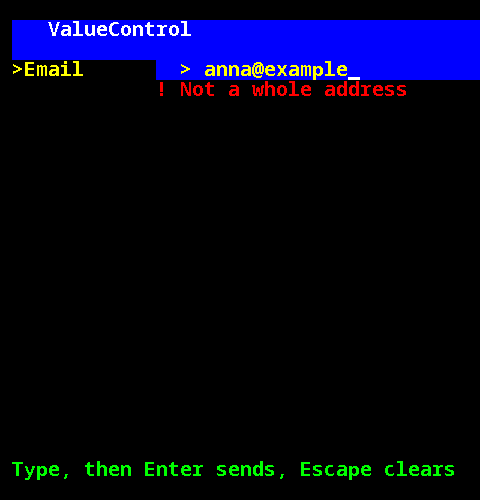 ValueControl
>Email > anna@example_
! Not a whole address
Type, then Enter sends, Escape clears